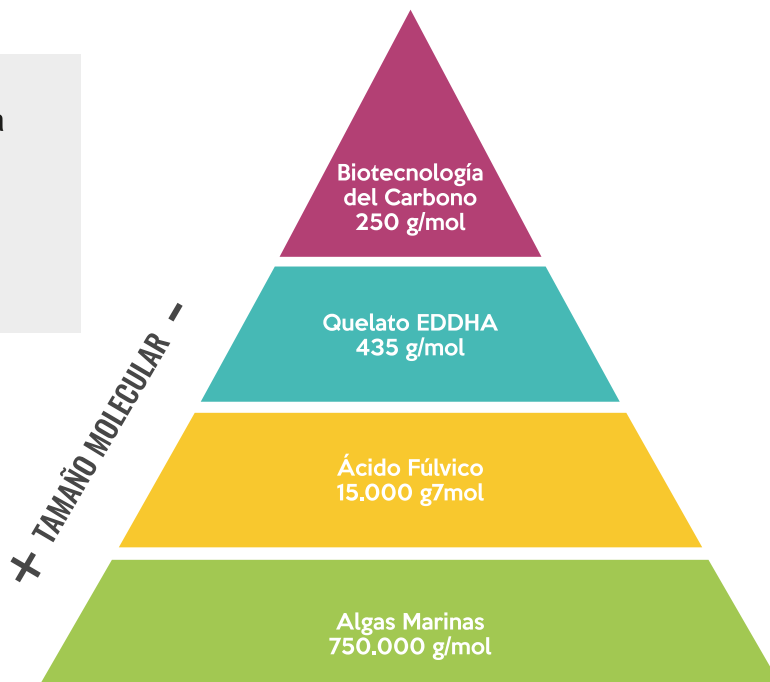 Biotecnología
del Carbono
250 g/mol
Quelato EDDHA
435 g/mol
+ TAMAÑO MOLECULAR -
Ácido Fúlvico
15.000 g7mol
Algas Marinas
750.000 g/mol